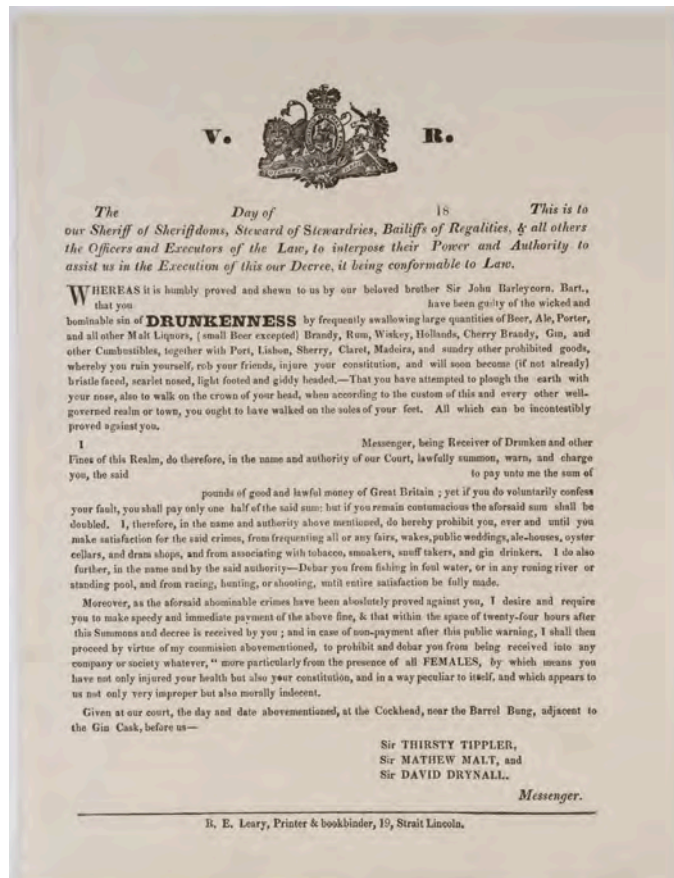 V. R.
The Day of 18 This is to
our Sheriff of Sheriffdoms, Steward of Stewardries, Bailiffs of Regalities, & all others
the Officers and Executors of the Law, to interpose their Power and Authority to
assist us in the Execution of this our Decree, it being conformable to Law.
WHEREAS it is humbly proved and shewn to us by our beloved brother Sir John Barleycorn, Bart.,
that you have been guilty of the wicked and
bominable sin of DRUNKENNESS by frequently swallowing large quantities of Beer, Ale, Porter,
and all other Malt Liquors, (small Beer excepted) Brandy, Rum, Wiskey, Hollands, Cherry Brandy, Gin, and
other Combustibles, together with Port, Lisbon, Sherry, Claret, Madeira, and sundry other prohibited goods,
whereby you ruin yourself, rob your friends, injure your constitution, and will soon become (if not already)
bristle faced, scarlet nosed, light footed and giddy headed.—That you have attempted to plough the earth with
your nose, also to walk on the crown of your head, when according to the custom of this and every other well-
governed realm or town, you ought to have walked on the soles of your feet. All which can be incontestibly
proved against you.
I Messenger, being Receiver of Drunken and other
Fines of this Realm, do therefore, in the name and authority of our Court, lawfully summon, warn, and charge
you, the said to pay unto me the sum of
pounds of good and lawful money of Great Britain ; yet if you do voluntarily confess
your fault, you shall pay only one half of the said sum: but if you remain contumacious the aforsaid sum shall be
doubled. I, therefore, in the name and authority above mentioned, do hereby prohibit you, ever and until you
make satisfaction for the said crimes, from frequenting all or any fairs, wakes, public weddings, ale-houses, oyster
cellars, and dram shops, and from associating with tobacco, smoakers, snuff takers, and gin drinkers. I do also
further, in the name and by the said authority—Debar you from fishing in foul water, or in any runing river or
standing pool, and from racing, hunting, or shooting, until entire satisfaction be fully made.
Moreover, as the aforsaid abominable crimes have been absolutely proved against you, I desire and require
you to make speedy and immediate payment of the above fine, & that within the space of twenty-four hours after
this Summons and decree is received by you ; and in case of non-payment after this public warning, I shall then
proceed by virtue of my commision abovementioned, to prohibit and debar you from being received into any
company or society whatever, " more particularly from the presence of all FEMALES, by which means you
have not only injured your health but also your constitution, and in a way peculiar to itself, and which appears to
us not only very improper but also morally indecent.
Given at our court, the day and date abovementioned, at the Cockhead, near the Barrel Bung, adjacent to
the Gin Cask, before us—
Sir THIRSTY TIPPLER,
Sir MATHEW MALT, and
Sir DAVID DRYNALL.
Messenger.
R. E. Leary, Printer & bookbinder, 19, Strait Lincoln.